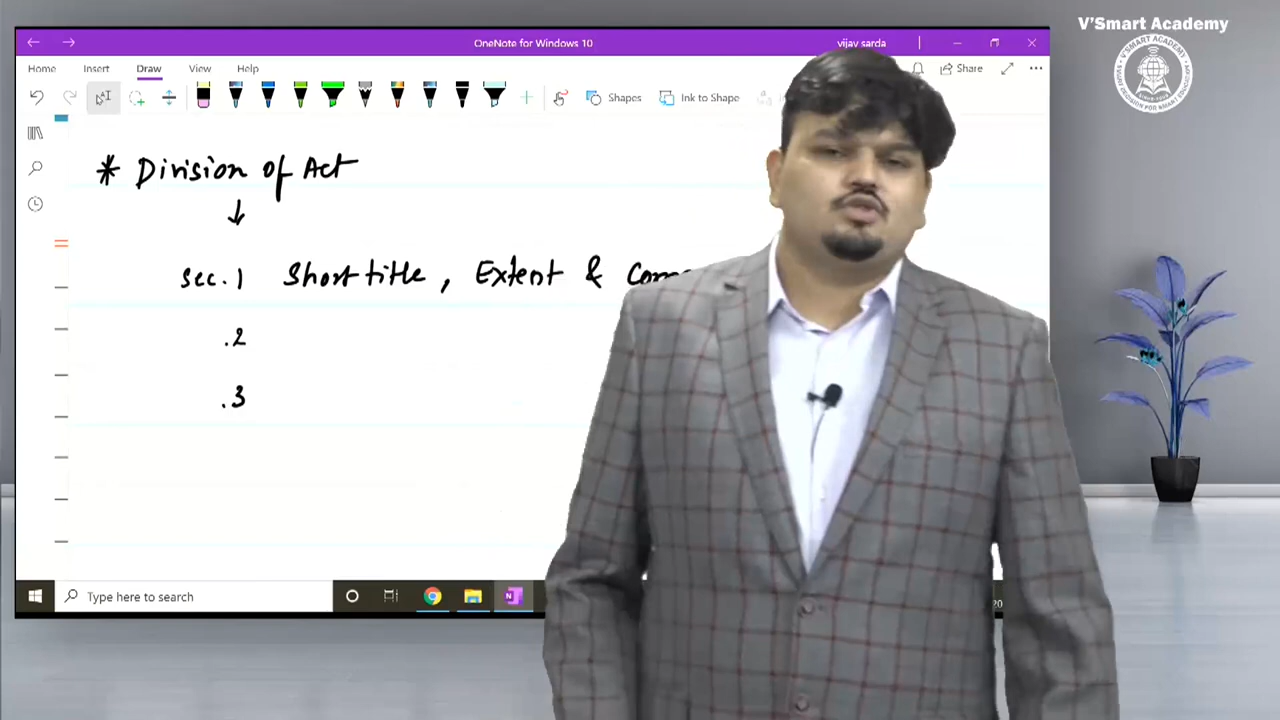 V'Smart Academy
OneNote for Windows 10
vijay sarda
Home Insert Draw View Help
Share
Shapes
Ink to Shape
* Division of Act
Sec. 1 Short title, Extent &
.2
.3
Type here to search
20